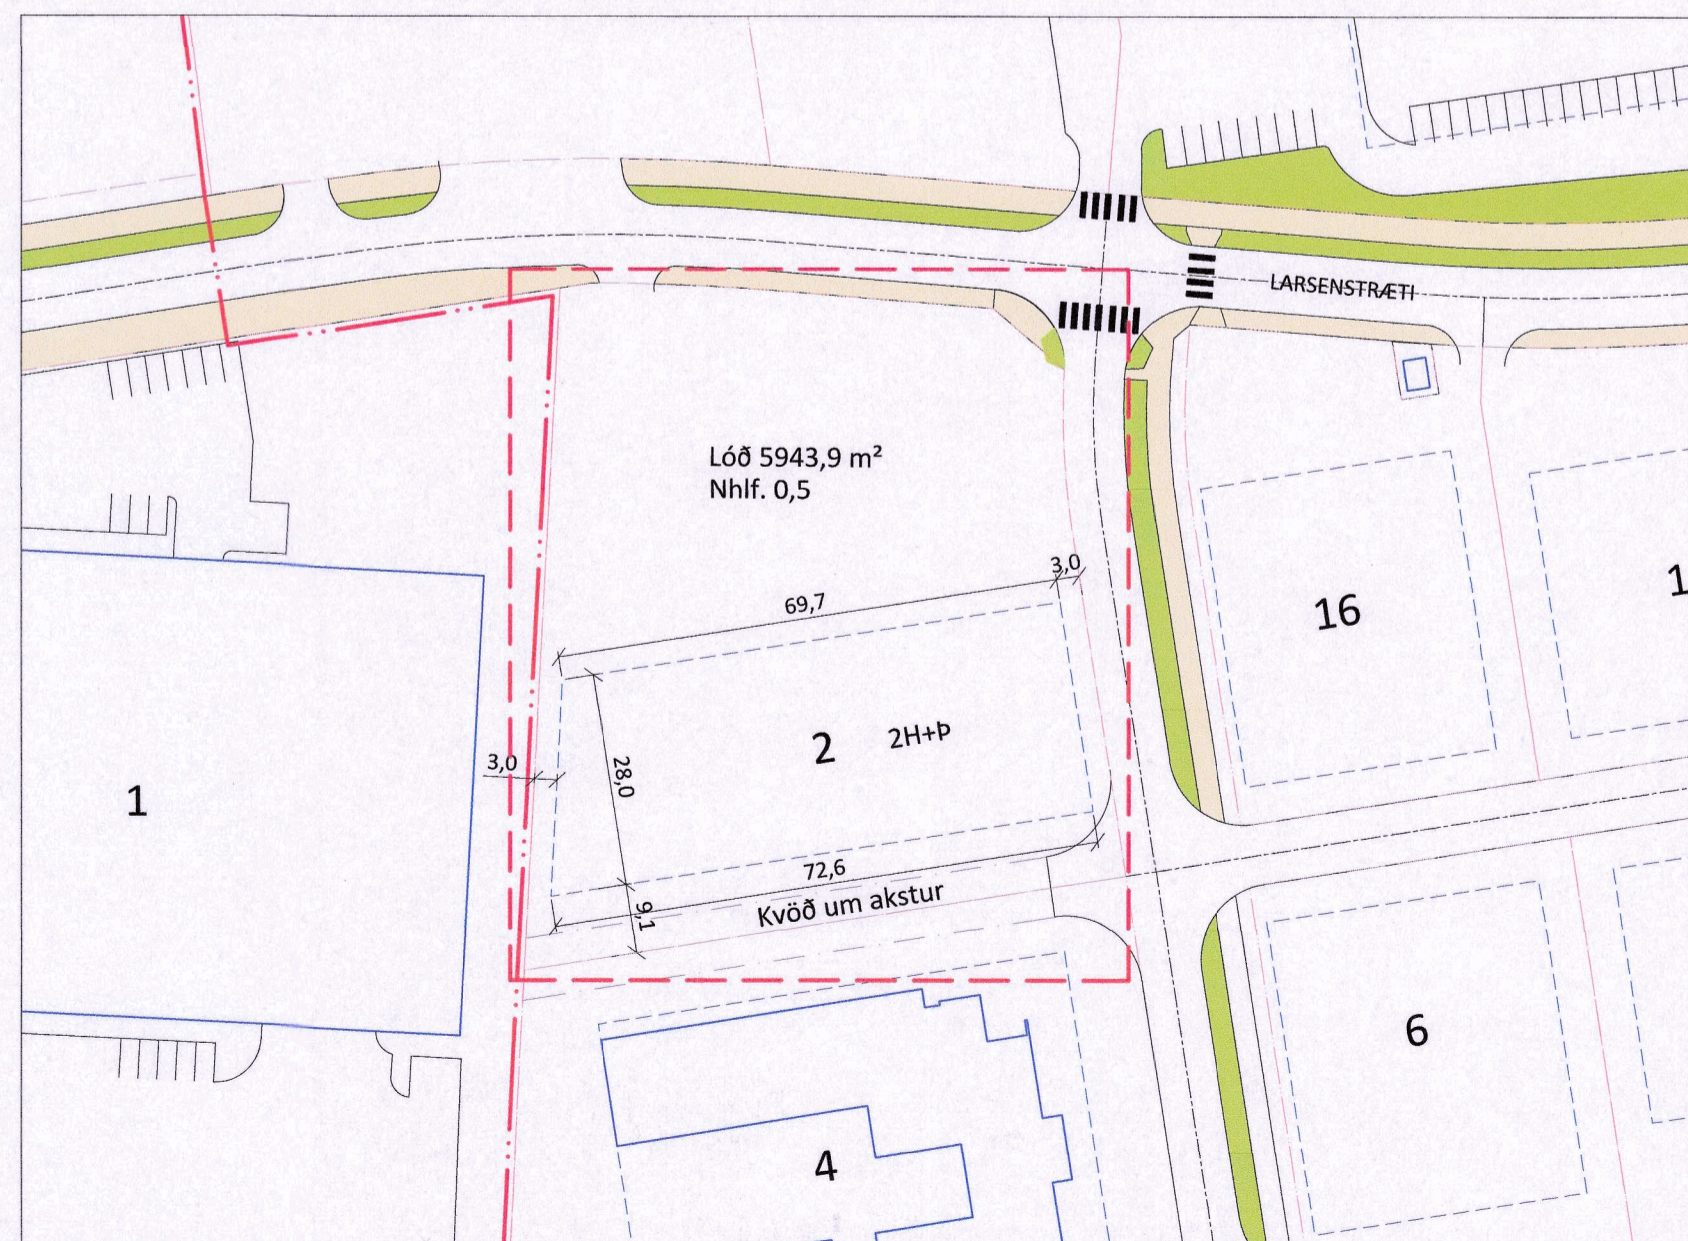 LARSENSTRÆTI
Lóð 5943,9 m²
Nhlf. 0,5
3,0
69,7
16
1
2
2H+Þ
3,0
28,0
1
72,6
Kvöð um akstur
9,1
6
4